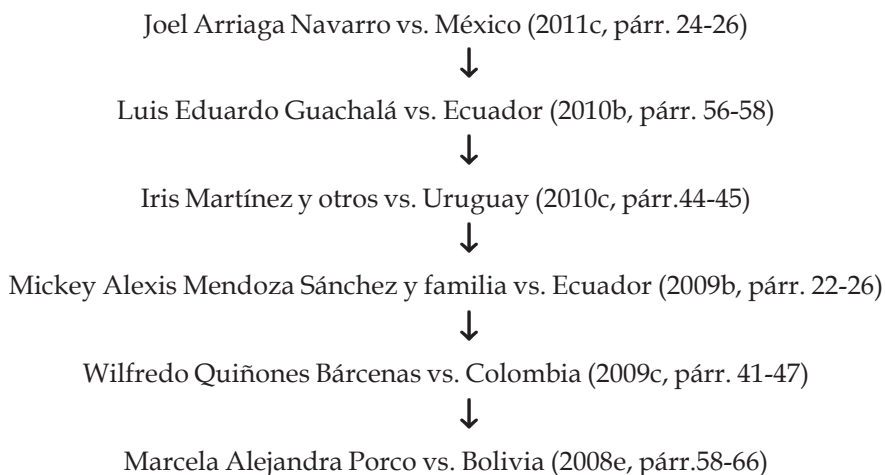 Joel Arriaga Navarro vs. México (2011c, párr. 24-26)
↓
Luis Eduardo Guachalá vs. Ecuador (2010b, párr. 56-58)
↓
Iris Martínez y otros vs. Uruguay (2010c, párr.44-45)
↓
Mickey Alexis Mendoza Sánchez y familia vs. Ecuador (2009b, párr. 22-26)
↓
Wilfredo Quiñones Bárcenas vs. Colombia (2009c, párr. 41-47)
↓
Marcela Alejandra Porco vs. Bolivia (2008e, párr.58-66)